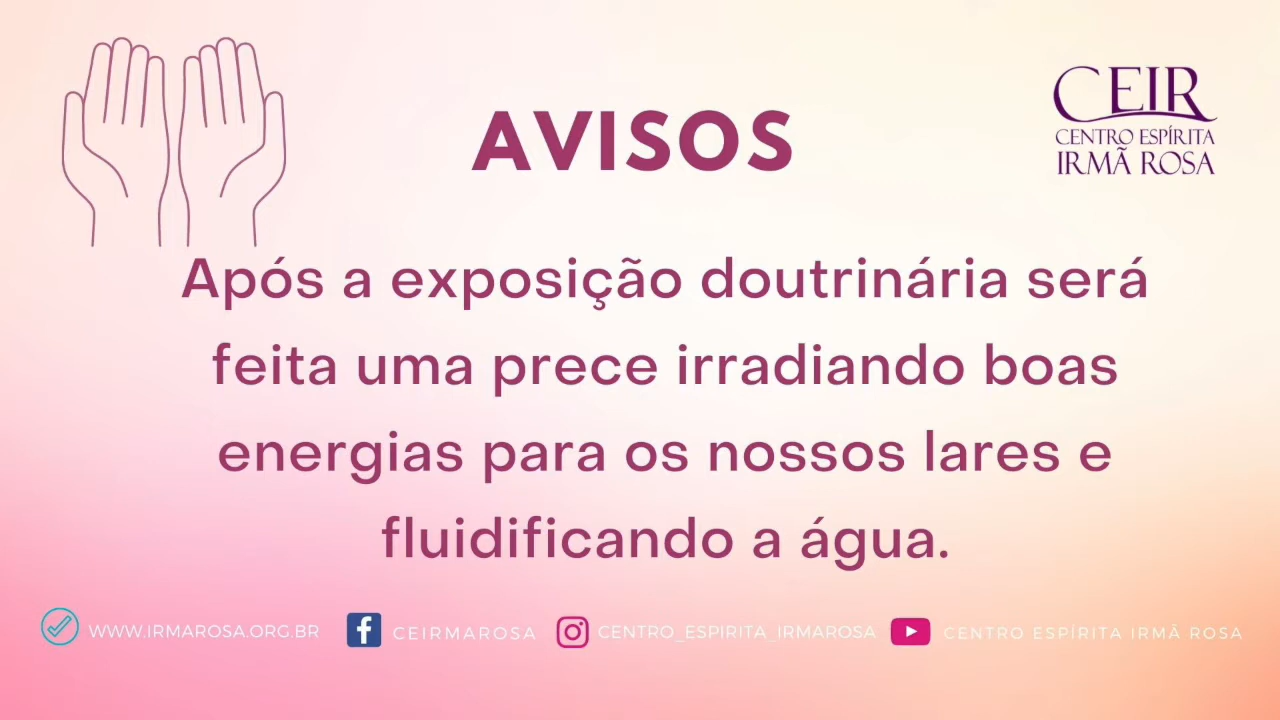 AVISOS
CEIR
CENTRO ESPÍRITA
IRMÃ ROSA
Após a exposição doutrinária será
feita uma prece irradiando boas
energias para os nossos lares e
fluidificando a água.
WWW.IRMAROSA.ORG.BR
CEIRMAROSA
CENTRO_ESPIRITA_IRMAROSA
CENTRO ESPÍRITA IRMÃ ROSA